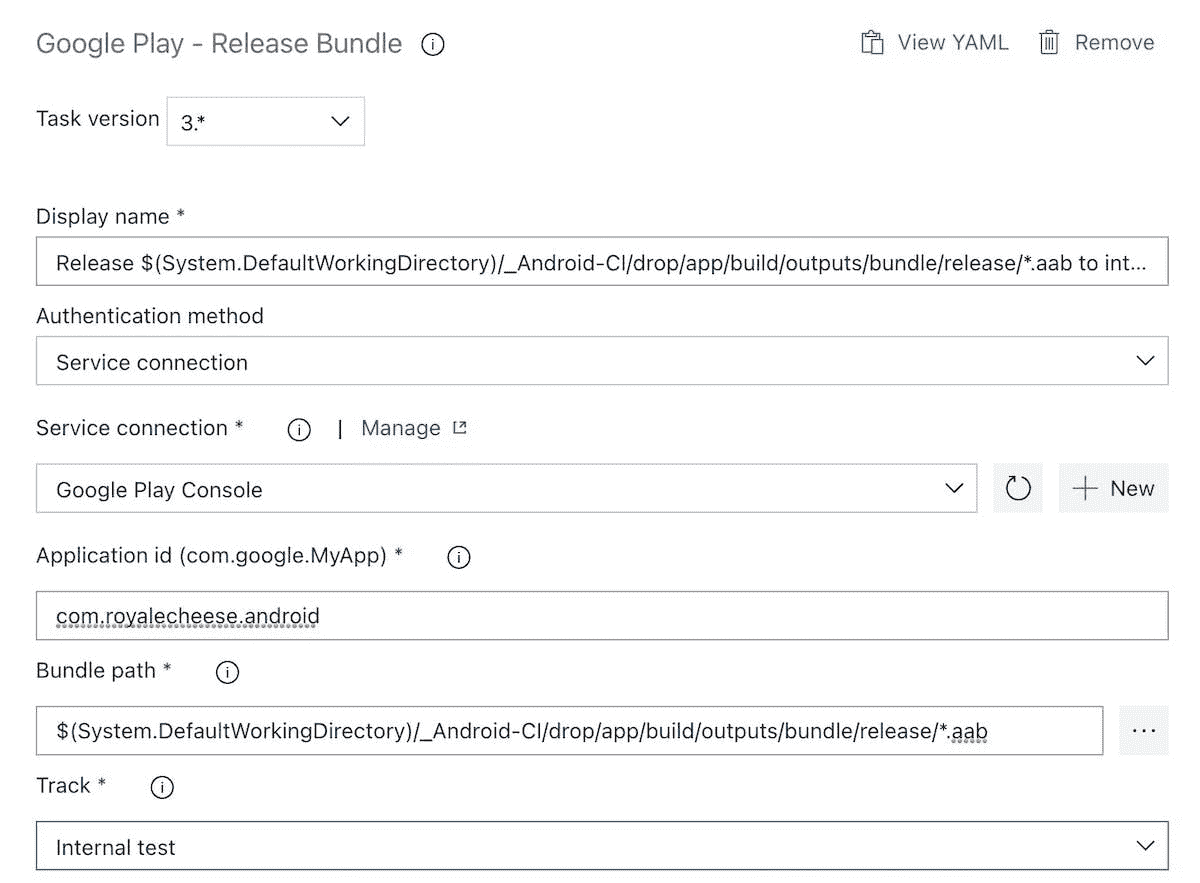 Google Play - Release Bundle
View YAML
Remove
Task version
3.*
Display name *
Release $(System.DefaultWorkingDirectory)/_Android-CI/drop/app/build/outputs/bundle/release/*.aab to int...
Authentication method
Service connection
Service connection *
| Manage
Google Play Console
New
Application id (com.google.MyApp) *
com.royalecheese.android
Bundle path *
$(System.DefaultWorkingDirectory)/_Android-CI/drop/app/build/outputs/bundle/release/*.aab
...
Track *
Internal test